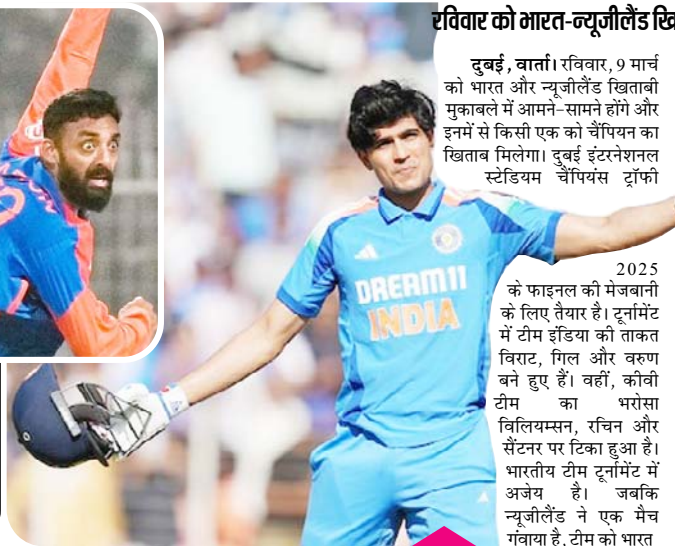 रविवार को भारत-न्यूजीलैंड
दुबई, वार्ता। रविवार, 9 मार्च
को भारत और न्यूजीलैंड खिताबी
मुकाबले में आमने-सामने होंगे और
इनमें से किसी एक को चैंपियन का
खिताब मिलेगा। दुबई इंटरनेशनल
स्टेडियम चैंपियंस ट्रॉफी
2025
के फाइनल की मेजबानी
के लिए तैयार है। टूर्नामेंट
में टीम इंडिया की ताकत
विराट, गिल और वरुण
बने हुए हैं। वहीं, कीवी
टीम का भरोसा
विलियम्सन, रचिन और
सैंटनर पर टिका हुआ है।
भारतीय टीम टूर्नामेंट में
अजेय है। जबकि
न्यूजीलैंड ने एक मैच
गंवाया है, टीम को भारत
DREAM11
INDIA